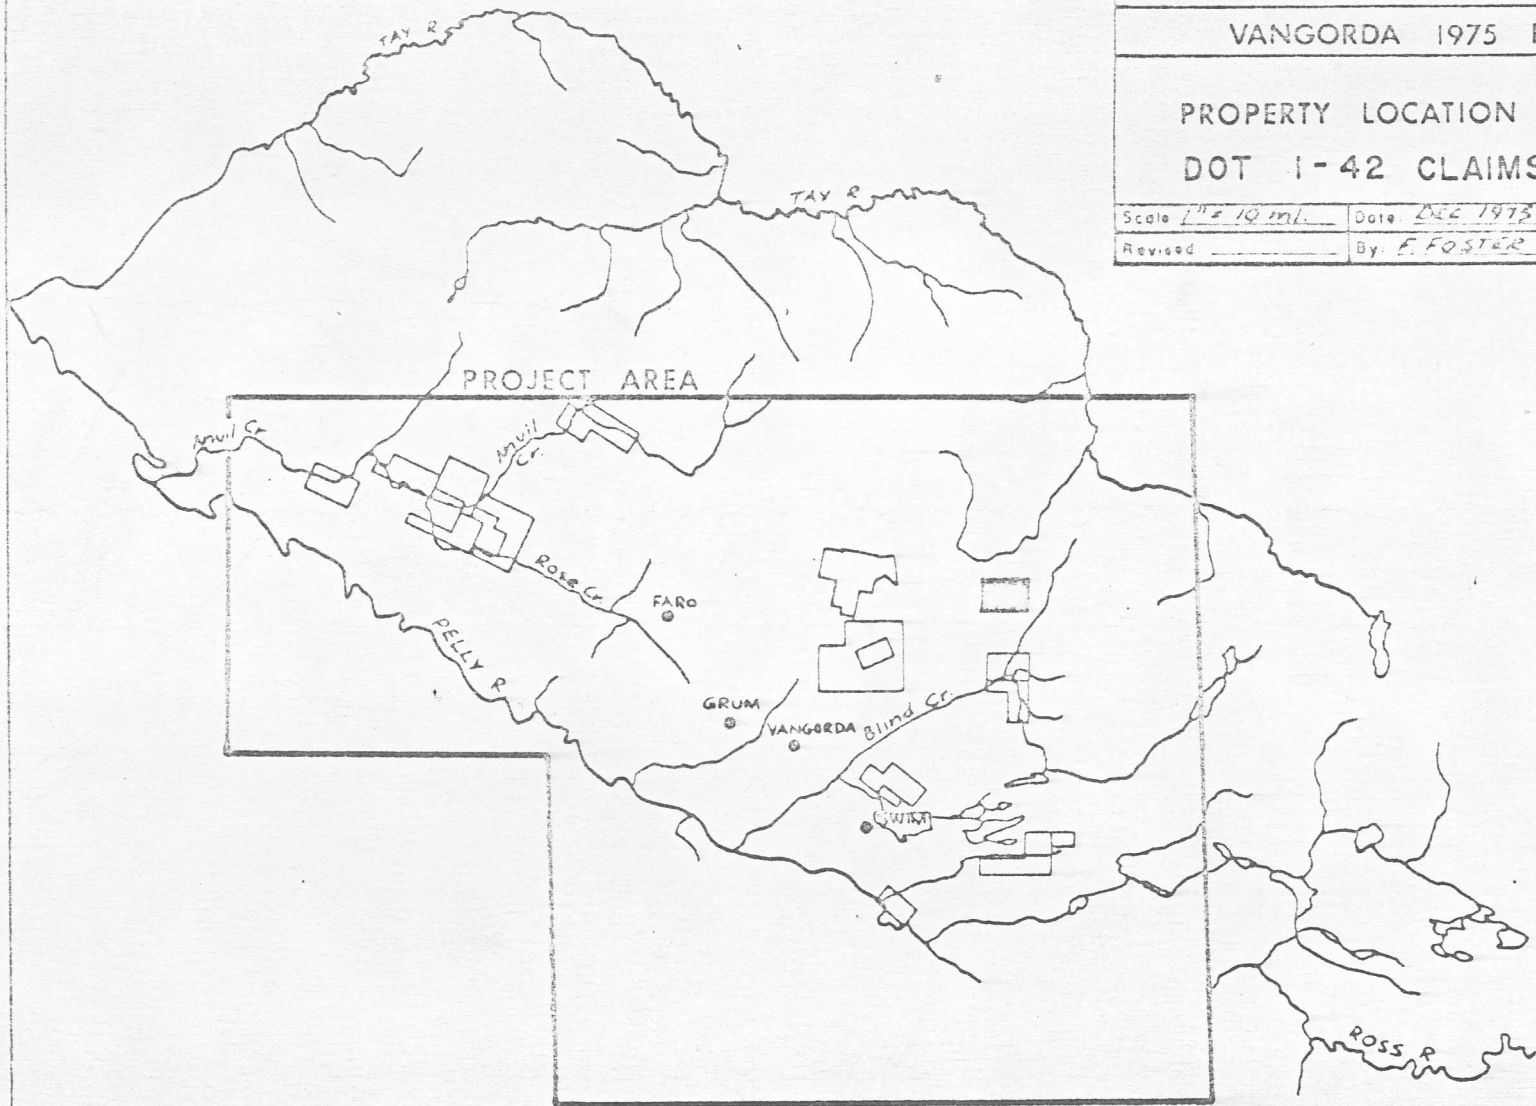 VANGORDA 1975
PROPERTY LOCATION
DOT 1-42 CLAIMS
Scale 1"= 10 mi. Date: DEC 1975
Revised By: F. FOSTER
TAY R
TAY R
PROJECT AREA
Anvil Cr
Anvil
Cr.
Rose Cr
FARO
PELLY R
GRUM
VANGORDA
Blind Cr.
SWIM
ROSS R